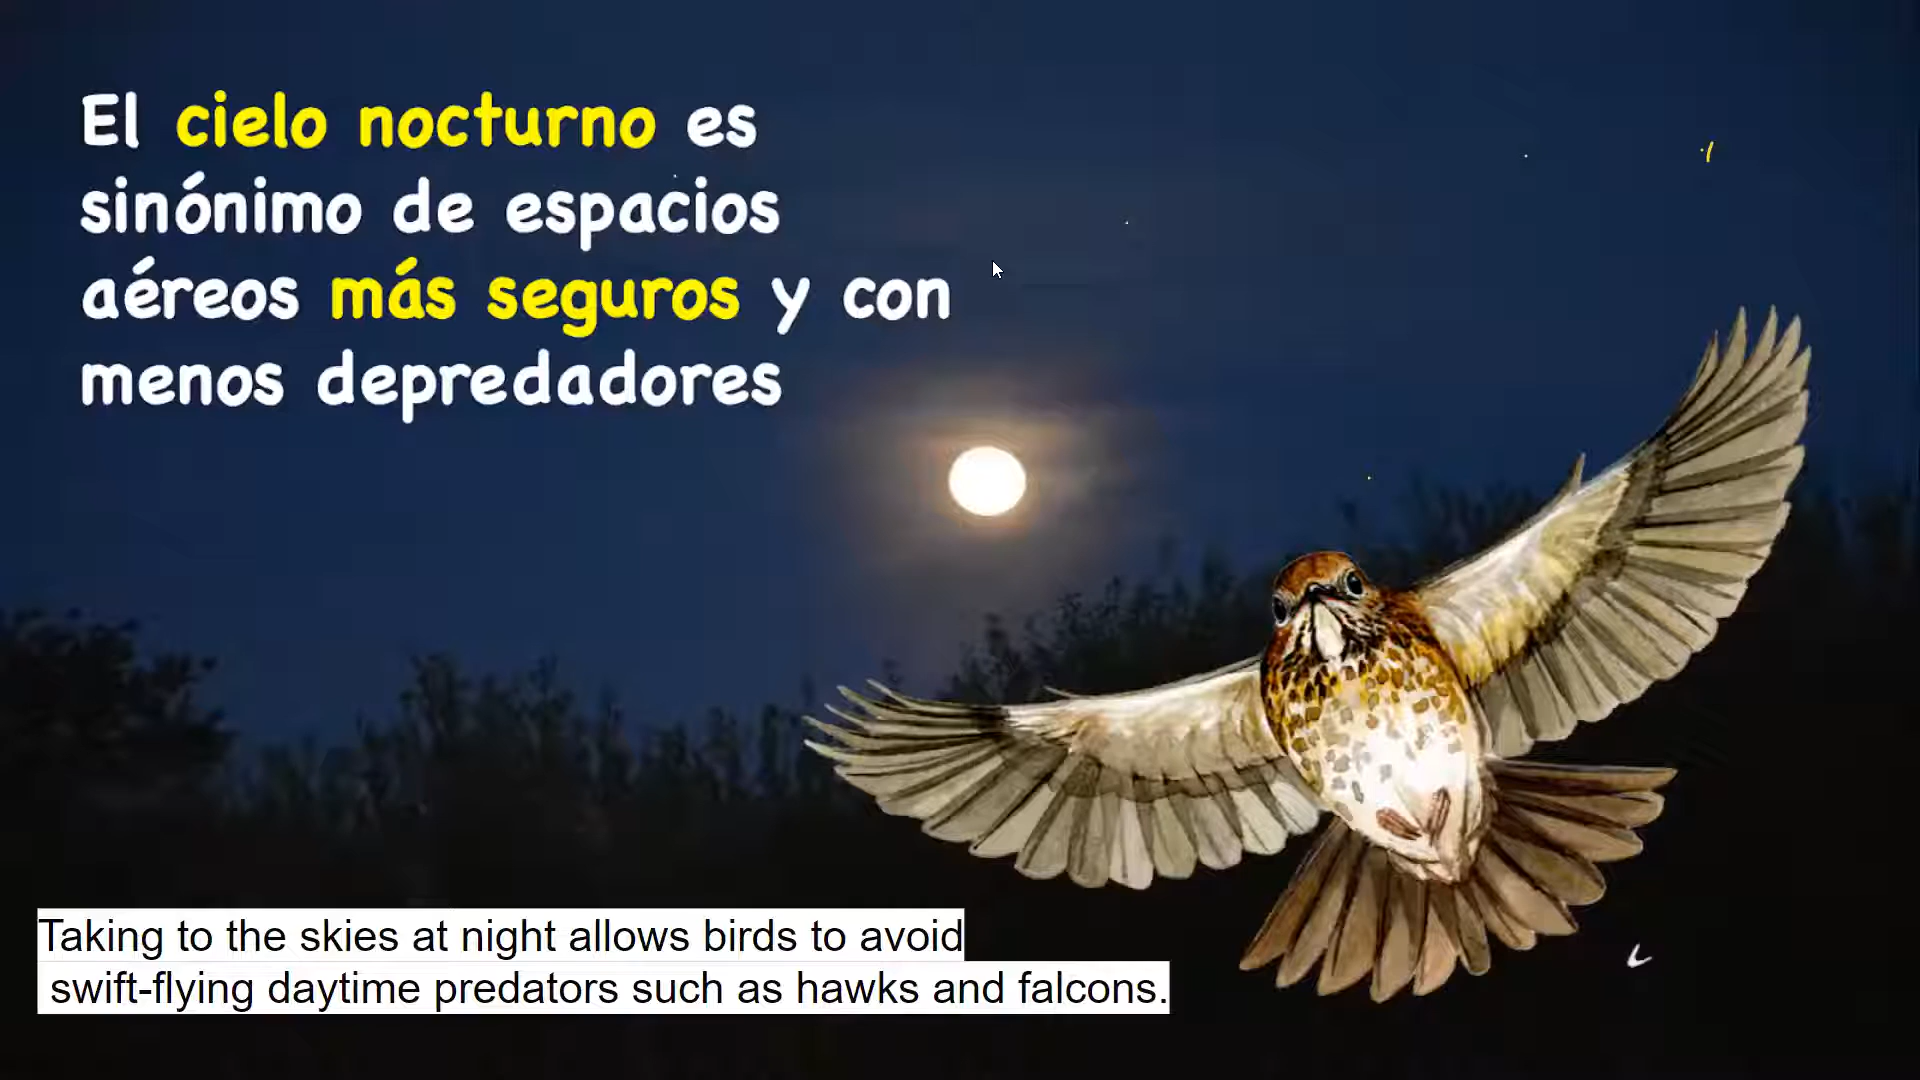 El cielo nocturno es
sinónimo de espacios
aéreos más seguros y con
menos depredadores
Taking to the skies at night allows birds to avoid
swift-flying daytime predators such as hawks and falcons.